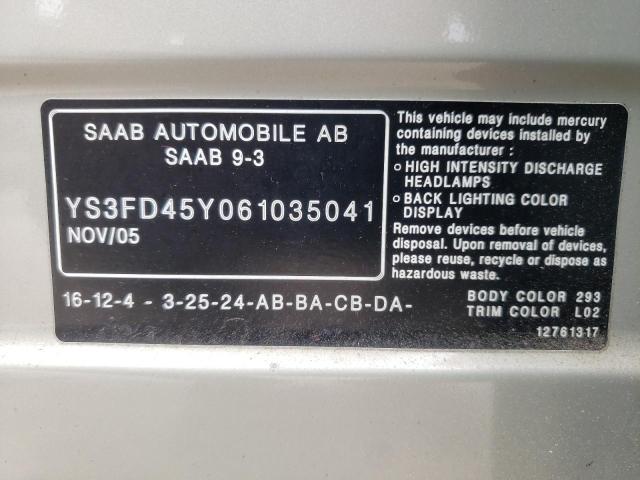 SAAB AUTOMOBILE AB
SAAB 9-3
YS3FD45Y061035041
NOV/05
16-12-4 - 3-25-24-AB-BA-CB-DA-
This vehicle may include mercury
containing devices installed by
the manufacturer :
o HIGH INTENSITY DISCHARGE
HEADLAMPS
o BACK LIGHTING COLOR
DISPLAY
Remove devices before vehicle
disposal. Upon removal of devices,
please reuse, recycle or dispose as
hazardous waste.
BODY COLOR 293
TRIM COLOR L02
12761317